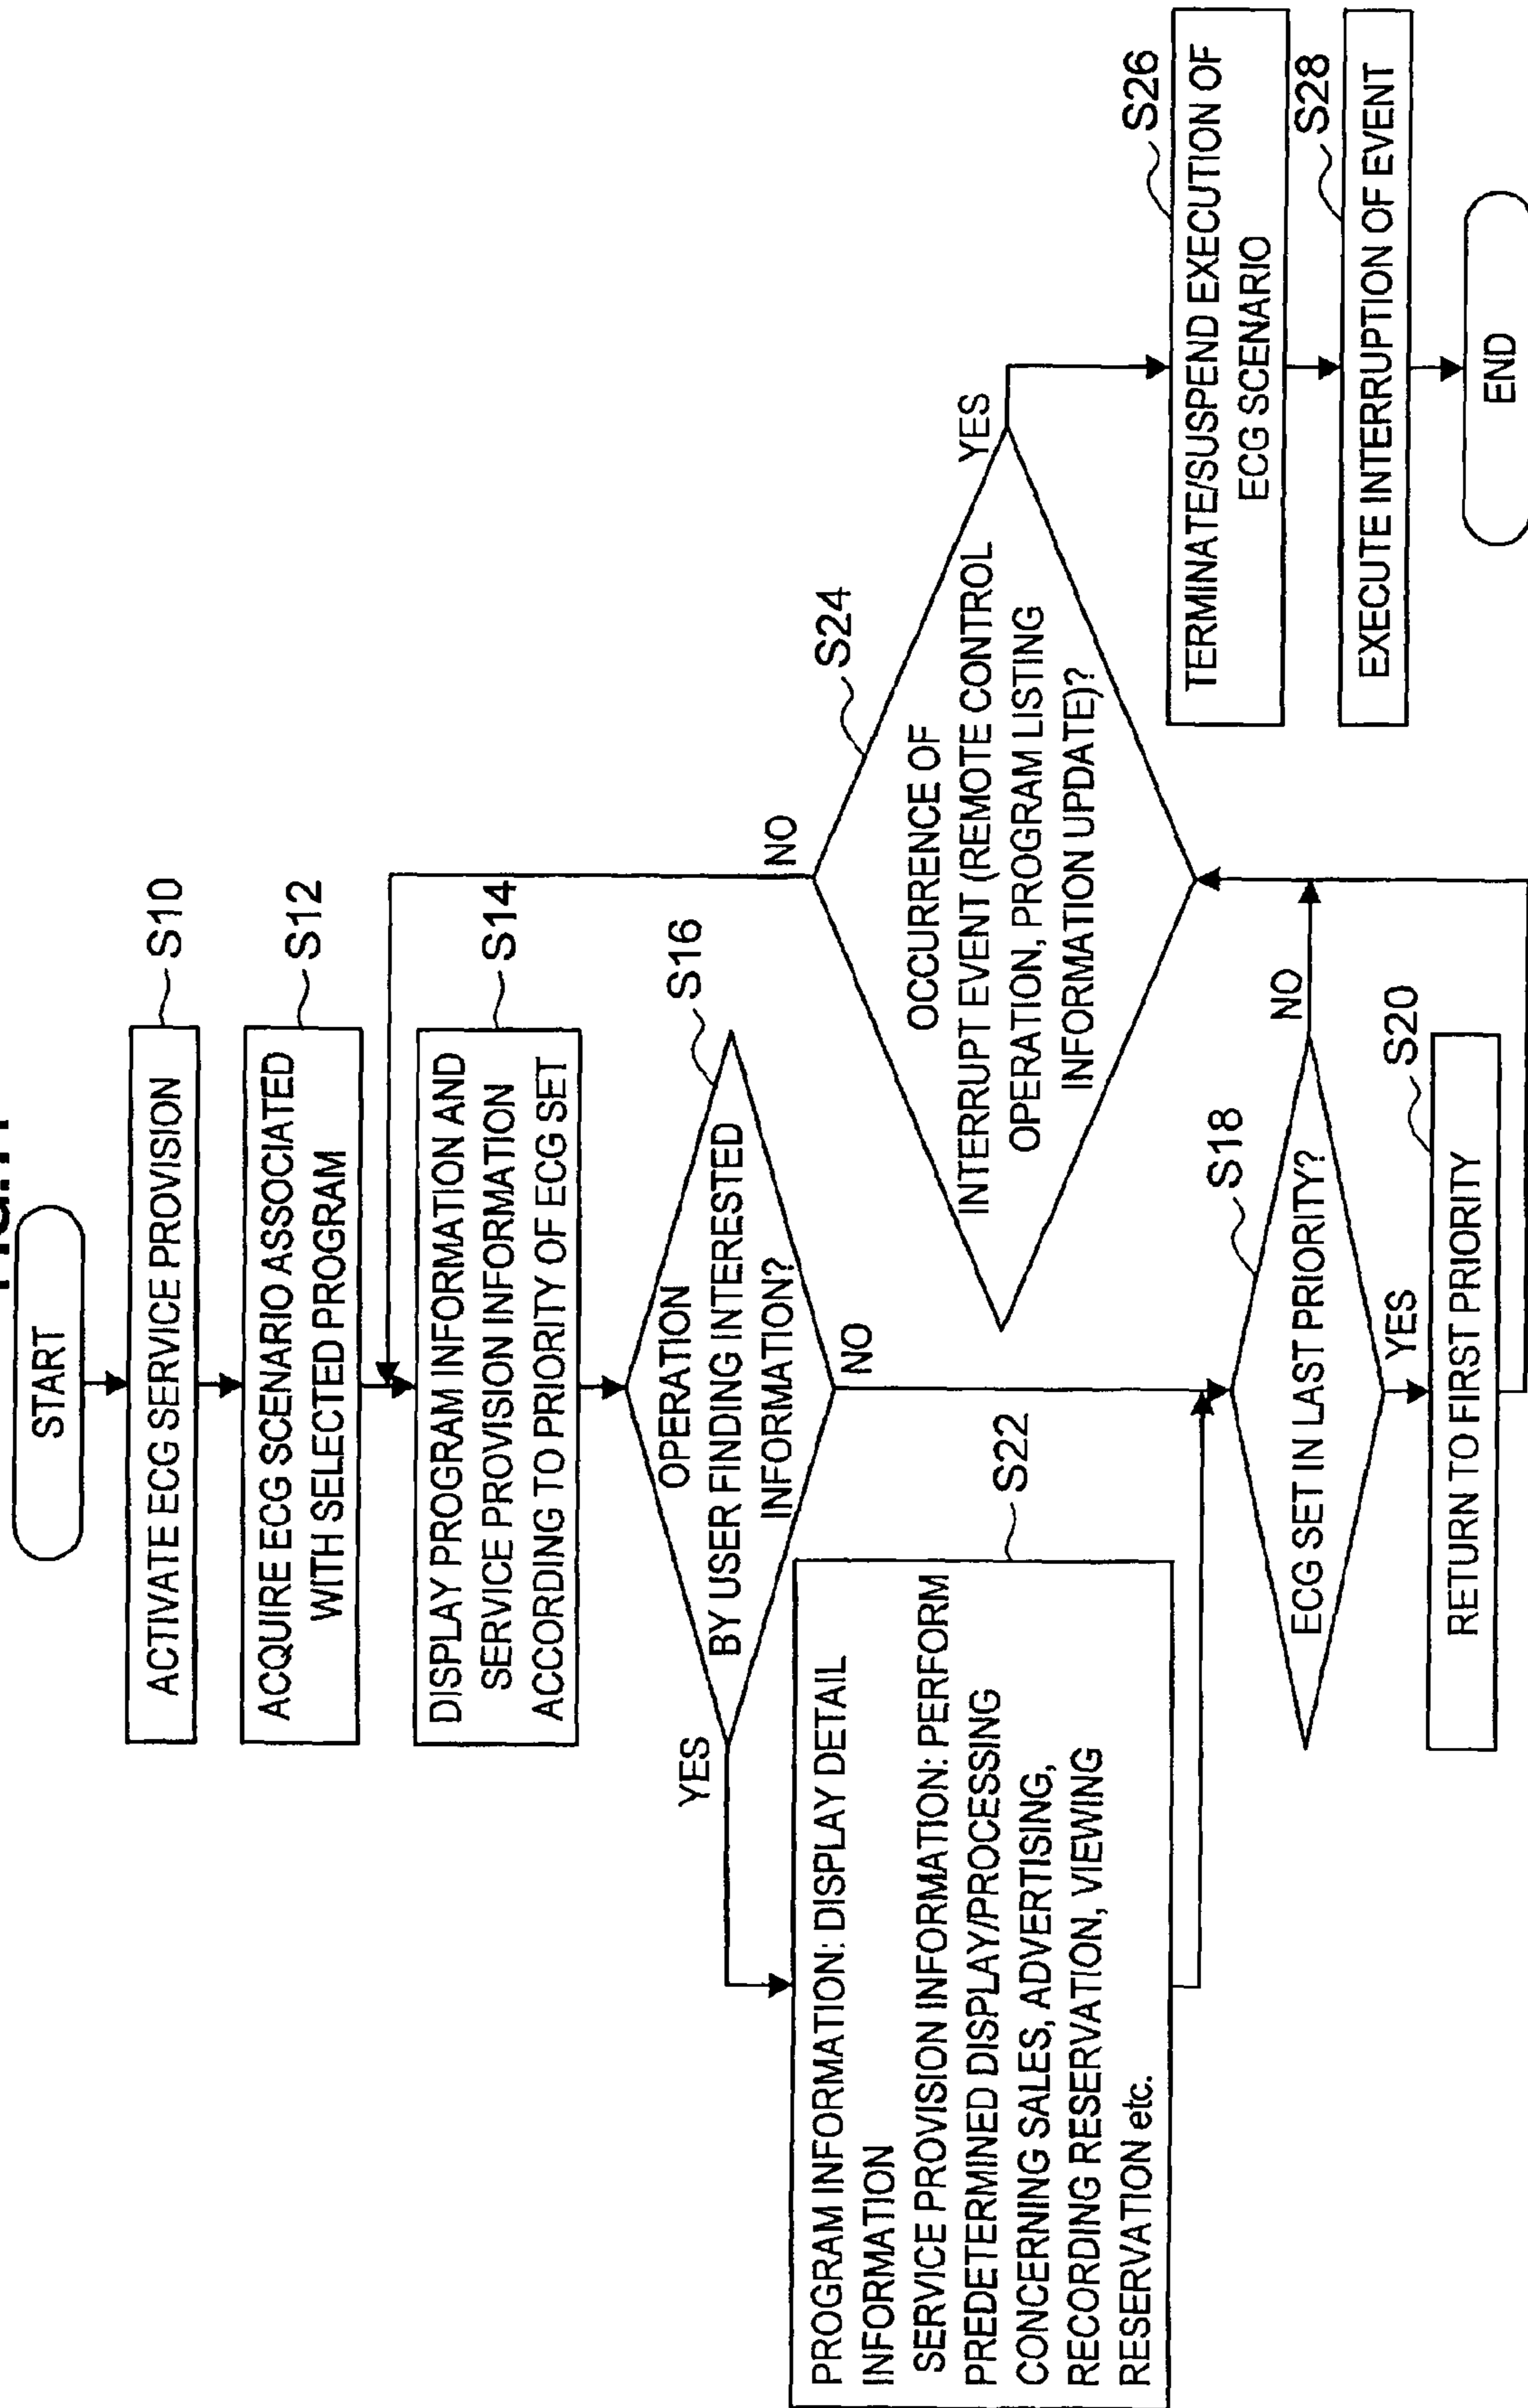 START
ACTIVATE ECG SERVICE PROVISION
S10
ACQUIRE ECG SCENARIO ASSOCIATED
WITH SELECTED PROGRAM
S12
DISPLAY PROGRAM INFORMATION AND
SERVICE PROVISION INFORMATION
ACCORDING TO PRIORITY OF ECG SET
S14
OPERATION
BY USER FINDING INTERESTED
INFORMATION?
S16
YES
NO
PROGRAM INFORMATION: DISPLAY DETAIL
INFORMATION
SERVICE PROVISION INFORMATION: PERFORM
PREDETERMINED DISPLAY/PROCESSING
CONCERNING SALES, ADVERTISING,
RECORDING RESERVATION, VIEWING
RESERVATION etc.
S22
ECG SET IN LAST PRIORITY?
S18
NO
YES
RETURN TO FIRST PRIORITY
S20
OCCURRENCE OF
INTERRUPT EVENT (REMOTE CONTROL
OPERATION, PROGRAM LISTING
INFORMATION UPDATE)?
S24
NO
YES
TERMINATE/SUSPEND EXECUTION OF
ECG SCENARIO
S26
EXECUTE INTERRUPTION OF EVENT
S28
END